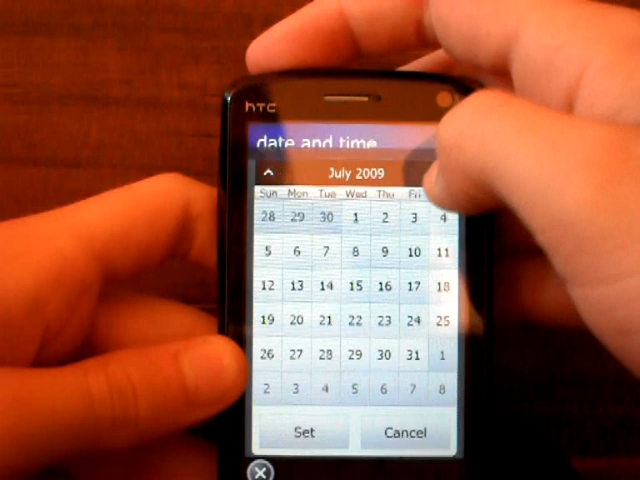 hTC
date and time
July 2009
Sun Mon Tue Wed Thu Fri
28 29 30 1 2 3 4
5 6 7 8 9 10 11
12 13 14 15 16 17 18
19 20 21 22 23 24 25
26 27 28 29 30 31 1
2 3 4 5 6 7 8
Set Cancel